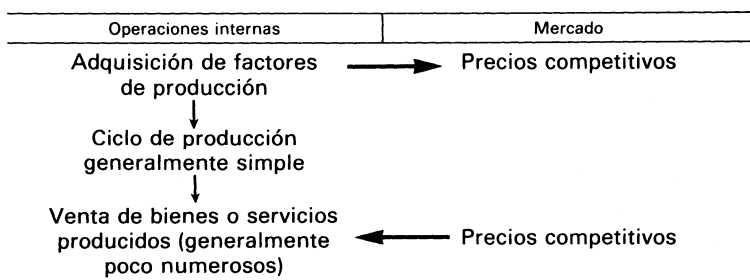 Operaciones internas Mercado
Adquisición de factores Precios competitivos
de producción
Ciclo de producción
generalmente simple
Venta de bienes o servicios
producidos (generalmente Precios competitivos
poco numerosos)